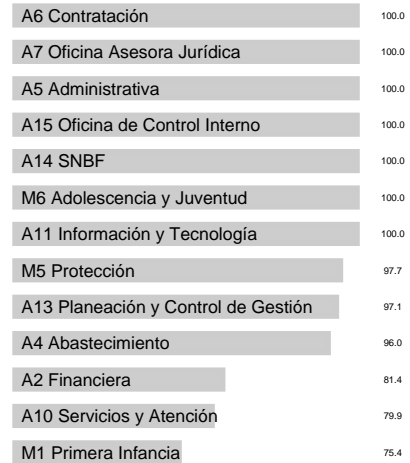 A6 Contratación 100.0
A7 Oficina Asesora Jurídica 100.0
A5 Administrativa 100.0
A15 Oficina de Control Interno 100.0
A14 SNBF 100.0
M6 Adolescencia y Juventud 100.0
A11 Información y Tecnología 100.0
M5 Protección 97.7
A13 Planeación y Control de Gestión 97.1
A4 Abastecimiento 96.0
A2 Financiera 81.4
A10 Servicios y Atención 79.9
M1 Primera Infancia 75.4